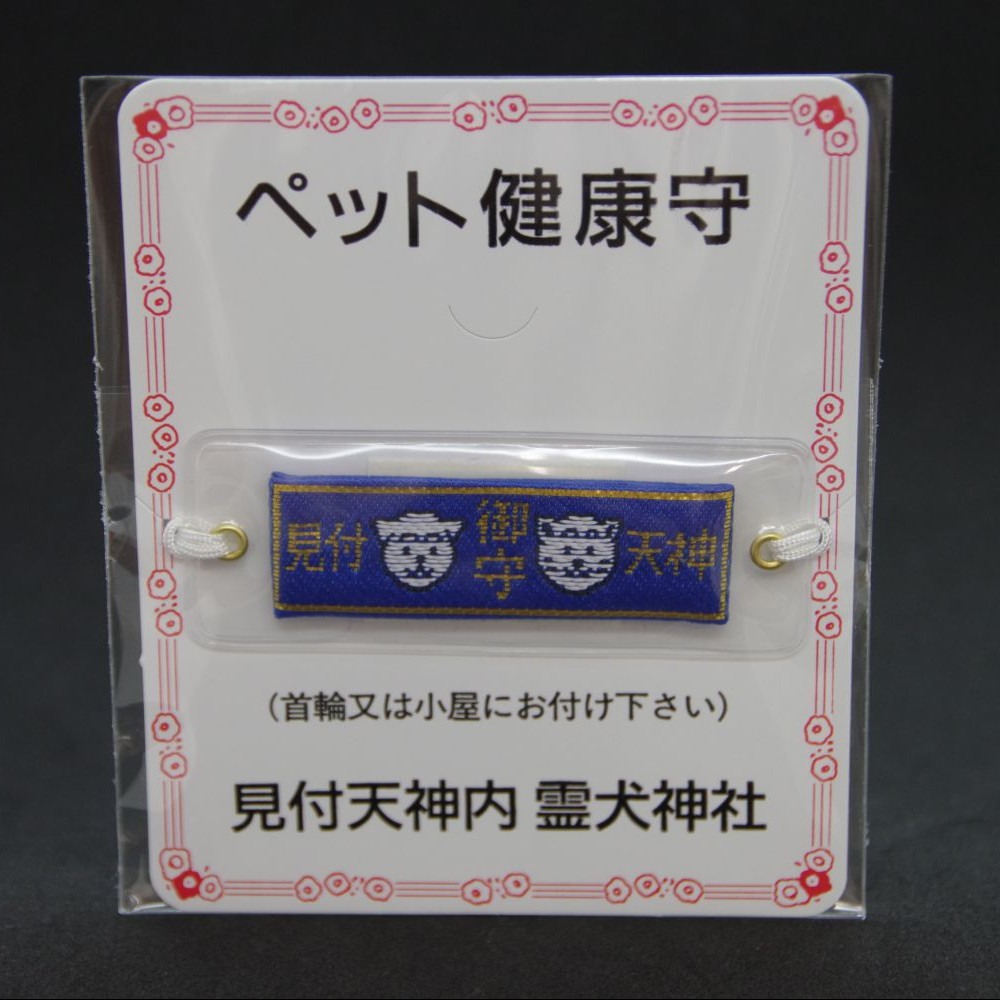 ペット健康守
見付 御守 天神
（首輪又は小屋にお付け下さい）
見付天神内 霊犬神社